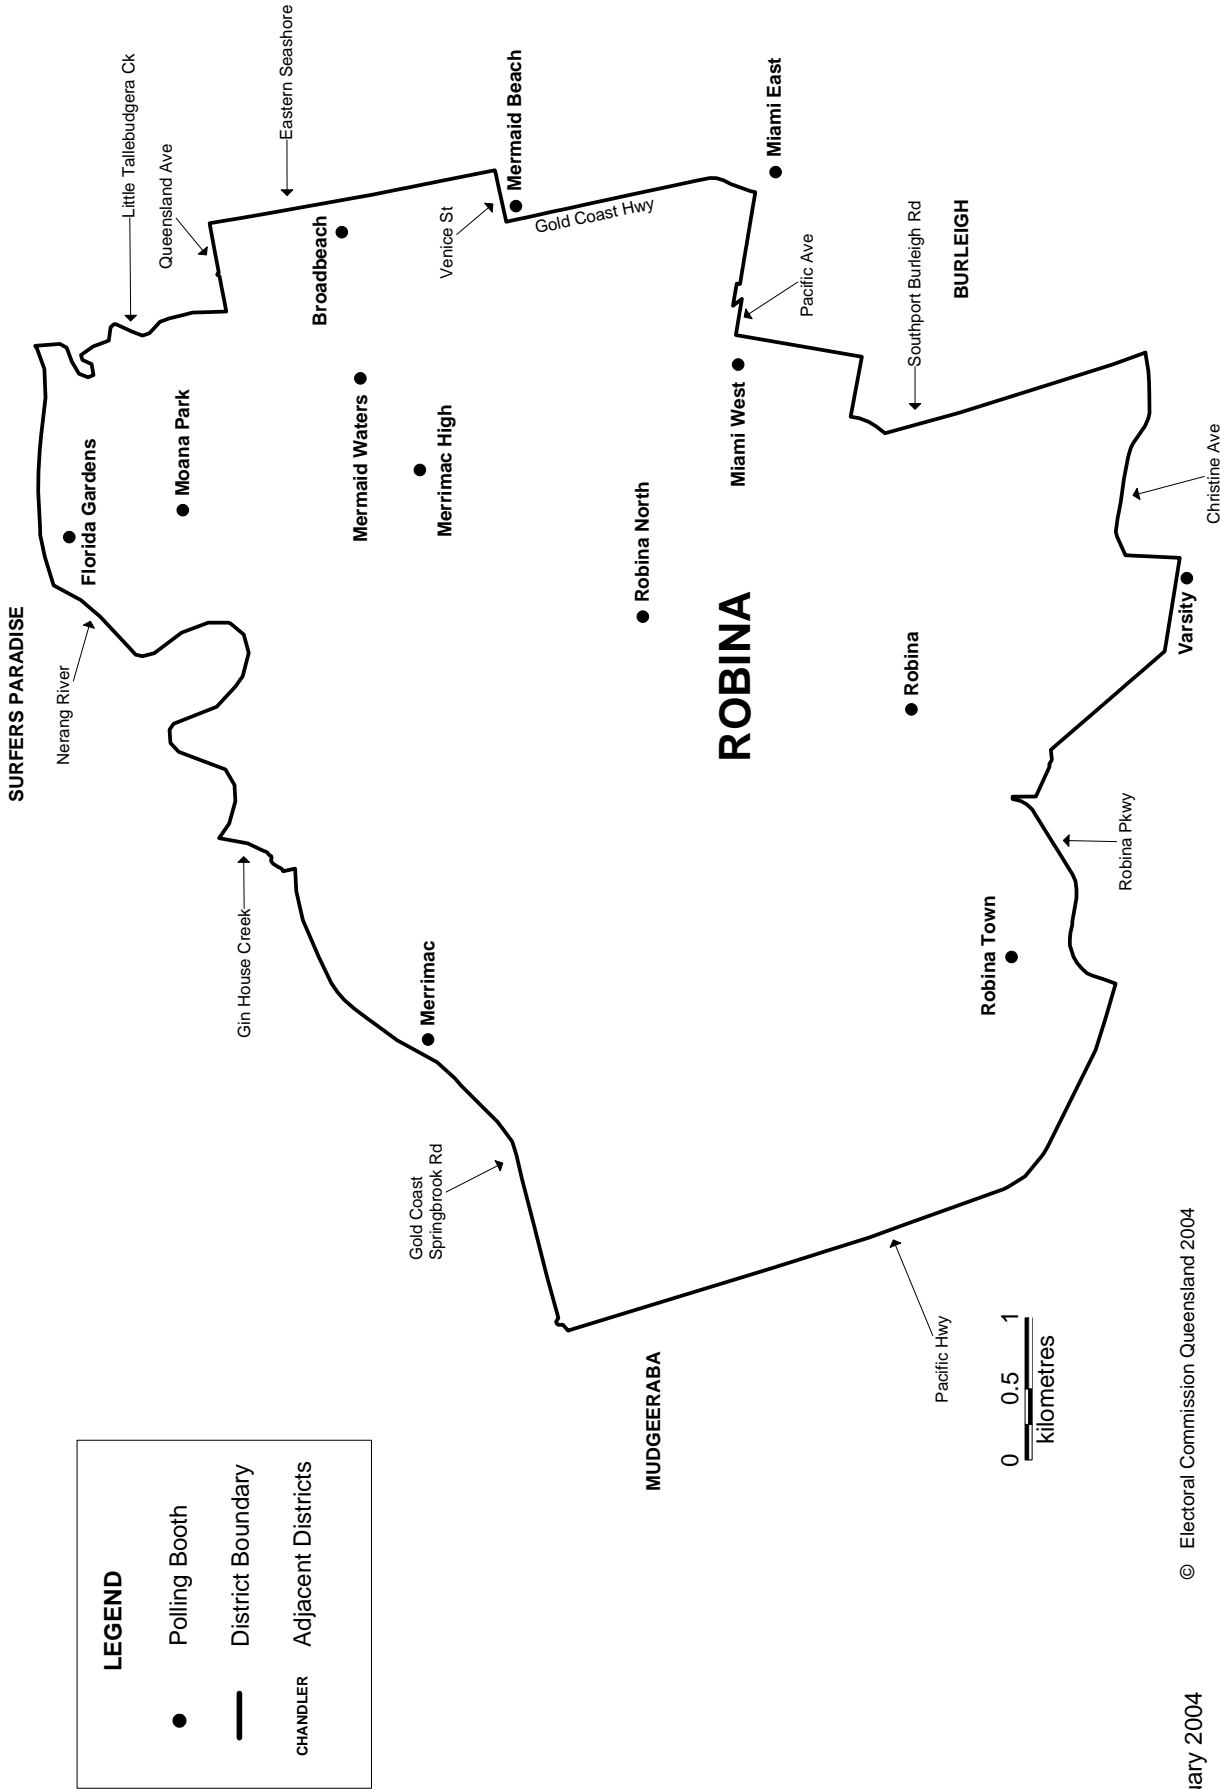 LEGEND
Polling Booth
District Boundary
CHANDLER Adjacent Districts
SURFERS PARADISE
Nerang River
Florida Gardens
Little Tallebudgera Ck
Queensland Ave
Moana Park
Eastern Seashore
Gin House Creek
Broadbeach
Mermaid Waters
Merrimac High
Venice St
Mermaid Beach
Merrimac
Gold Coast
Springbrook Rd
Gold Coast Hwy
Robina North
MUDGEERABA
ROBINA
Miami West
Miami East
Pacific Ave
Robina
Southport Burleigh Rd
BURLEIGH
Pacific Hwy
Robina Town
0 0.5 1
kilometres
Robina Pkwy
Varsity
Christine Ave
uary 2004
© Electoral Commission Queensland 2004